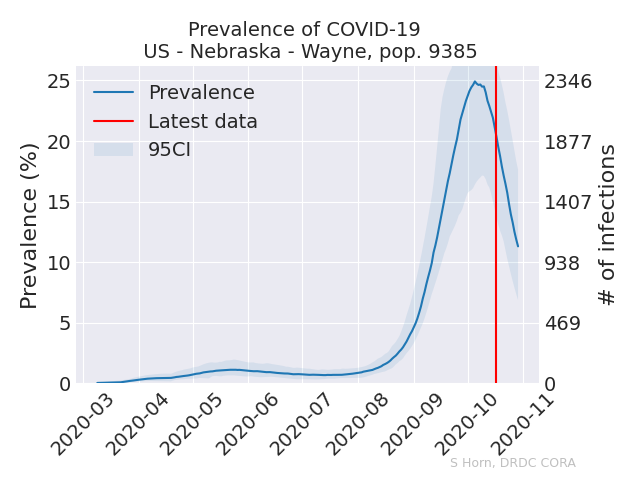 Prevalence of COVID-19
US - Nebraska - Wayne, pop. 9385
Prevalence
Latest data
95CI
Prevalence (%)
25
20
15
10
5
0
2346
1877
1407
938
469
0
# of infections
2020-03
2020-04
2020-05
2020-06
2020-07
2020-08
2020-09
2020-10
2020-11
S Horn, DRDC CORA